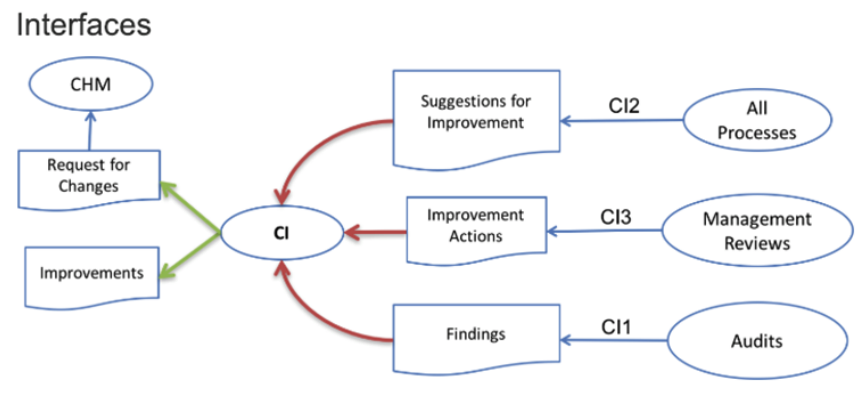 Interfaces
CHM
Request for
Changes
Improvements
CI
Suggestions for
Improvement
CI2
All
Processes
Improvement
Actions
CI3
Management
Reviews
Findings
CI1
Audits